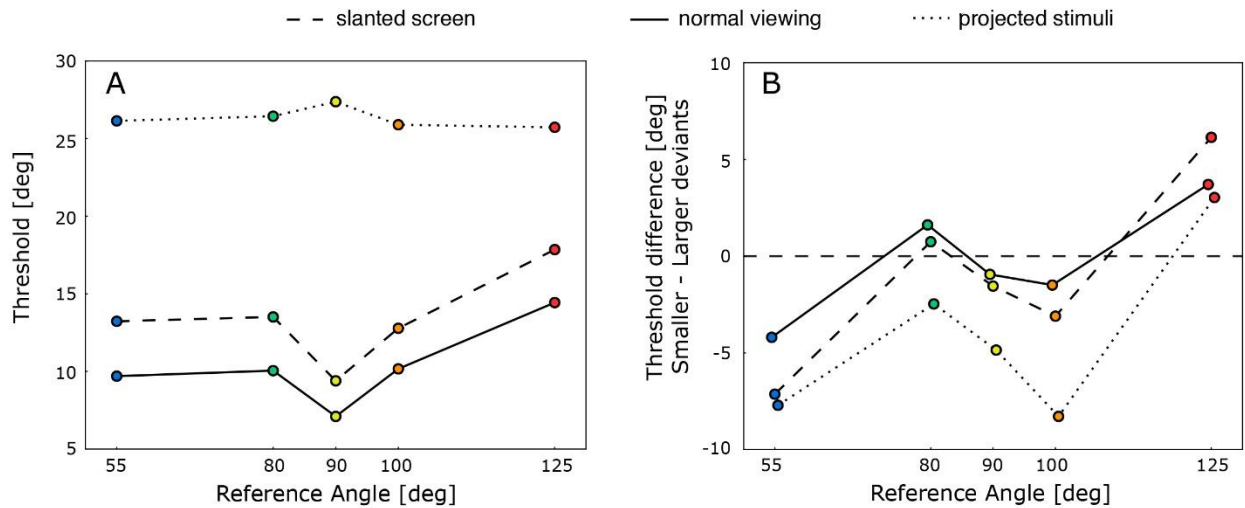 slanted screen normal viewing projected stimuli
A
30
25
20
15
10
5
Threshold [deg]
55 80 90 100 125
Reference Angle [deg]
B
10
5
0
-5
-10
Threshold difference [deg]
Smaller - Larger deviants
55 80 90 100 125
Reference Angle [deg]